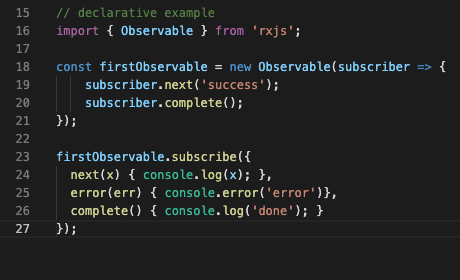 15 // declarative example
16 import { Observable } from 'rxjs';
17
18 const firstObservable = new Observable(subscriber => {
19     subscriber.next('success');
20     subscriber.complete();
21 });
22
23 firstObservable.subscribe({
24   next(x) { console.log(x); },
25   error(err) { console.error('error')},
26   complete() { console.log('done'); }
27 });